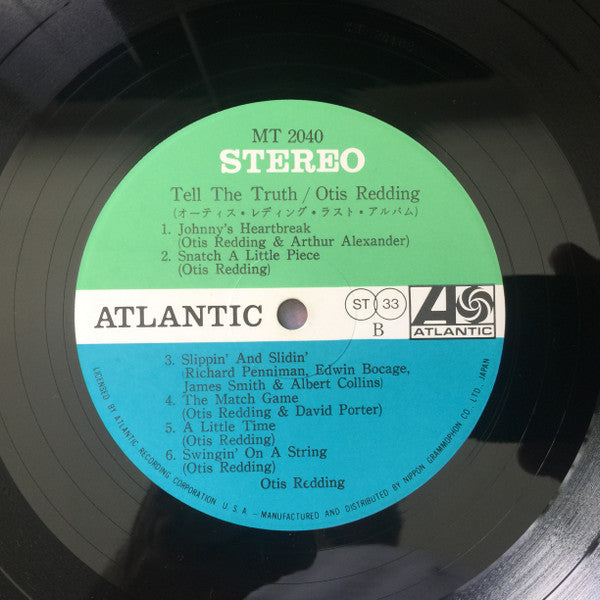 MT 2040
STEREO
Tell The Truth / Otis Redding
(オーティス・レディング・ラスト・アルバム)
1. Johnny's Heartbreak
(Otis Redding & Arthur Alexander)
2. Snatch A Little Piece
(Otis Redding)
ATLANTIC
ST 33
B
ATLANTIC
3. Slippin' And Slidin'
(Richard Penniman, Edwin Bocage,
James Smith & Albert Collins)
4. The Match Game
(Otis Redding & David Porter)
5. A Little Time
(Otis Redding)
6. Swingin' On A String
(Otis Redding)
Otis Redding
LICENSED BY ATLANTIC RECORDING CORPORATION U.S.A. – MANUFACTURED AND DISTRIBUTED BY NIPPON GRAMMOPHON CO. LTD. JAPAN